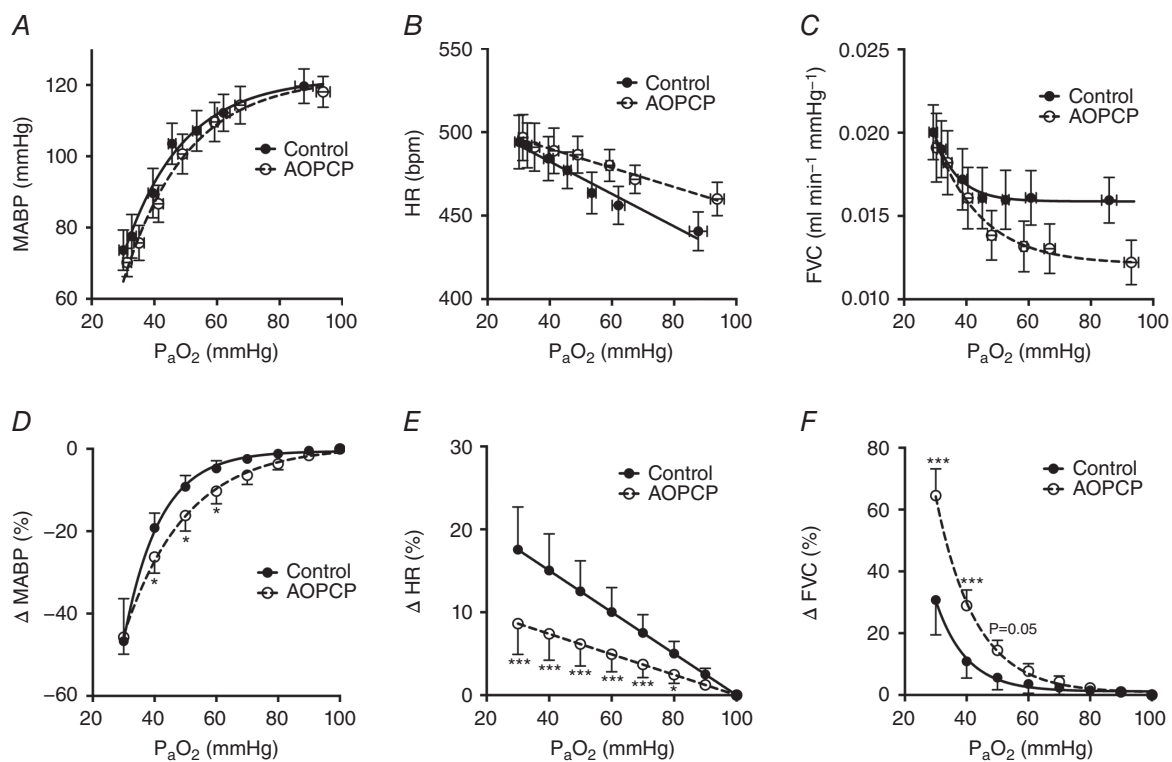 A
MABP (mmHg)
120
100
80
60
20 40 60 80 100
PaO2 (mmHg)
Control
AOPCP
B
HR (bpm)
550
500
450
400
20 40 60 80 100
PaO2 (mmHg)
Control
AOPCP
C
FVC (ml min−1 mmHg−1)
0.025
0.020
0.015
0.010
20 40 60 80 100
PaO2 (mmHg)
Control
AOPCP
D
Δ MABP (%)
0
−20
−40
−60
20 40 60 80 100
PaO2 (mmHg)
Control
AOPCP
* * *
E
Δ HR (%)
30
20
10
0
20 40 60 80 100
PaO2 (mmHg)
Control
AOPCP
*** *** *** *** *** *
F
Δ FVC (%)
80
60
40
20
0
20 40 60 80 100
PaO2 (mmHg)
Control
AOPCP
***
***
P=0.05